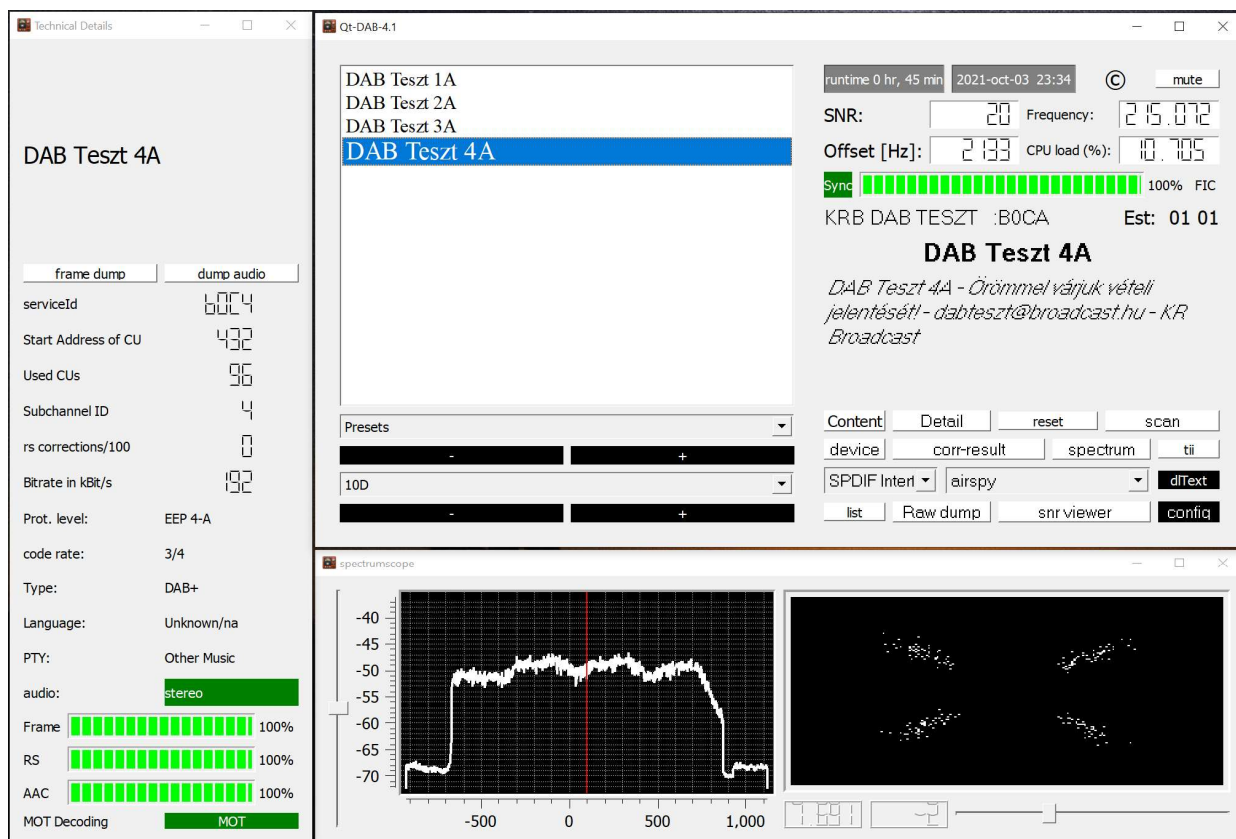 Technical Details
DAB Teszt 4A
frame dump
dump audio
serviceId b0C4
Start Address of CU 432
Used CUs 96
Subchannel ID 4
rs corrections/100 0
Bitrate in kBit/s 192
Prot. level: EEP 4-A
code rate: 3/4
Type: DAB+
Language: Unknown/na
PTY: Other Music
audio: stereo
Frame 100%
RS 100%
AAC 100%
MOT Decoding MOT
Qt-DAB-4.1
DAB Teszt 1A
DAB Teszt 2A
DAB Teszt 3A
DAB Teszt 4A
Presets
- +
10D
- +
runtime 0 hr, 45 min 2021-oct-03 23:34 © mute
SNR: 20 Frequency: 215.072
Offset [Hz]: 2133 CPU load (%): 10.705
Sync 100% FIC
KRB DAB TESZT :B0CA Est: 01 01
DAB Teszt 4A
DAB Teszt 4A - Örömmel várjuk vételi
jelentését! - dabteszt@broadcast.hu - KR
Broadcast
Content Detail reset scan
device corr-result spectrum tii
SPDIF Interf airspy dlText
list Raw dump snr viewer config
spectrumscope
-40
-45
-50
-55
-60
-65
-70
-500 0 500 1,000
-2